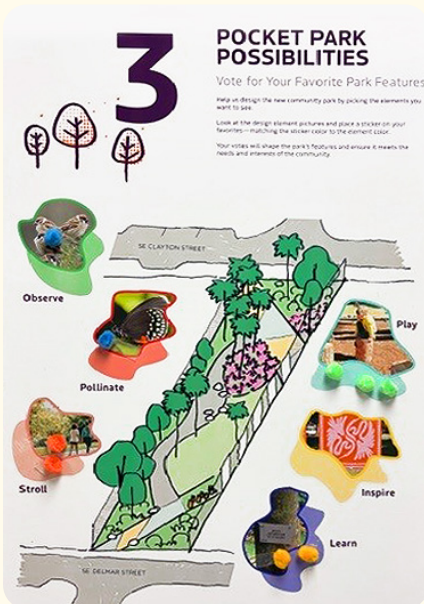 3
POCKET PARK
POSSIBILITIES
Vote for Your Favorite Park Features
Help us design the new community park by picking the elements you
want to see.
Look at the design element pictures and place a sticker on your
favorites—matching the sticker color to the element color.
Your votes will shape the park's features and ensure it meets the
needs and interests of the community.
SE CLAYTON STREET
Observe
Play
Pollinate
Stroll
Inspire
Learn
SE DELMAR STREET